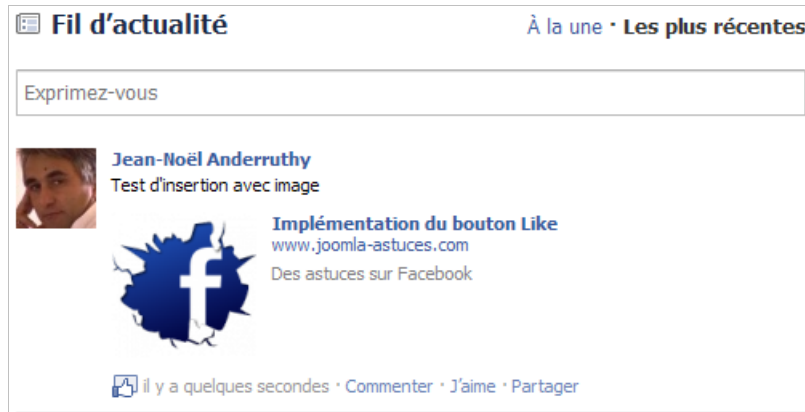 Fil d’actualité
À la une · Les plus récentes
Exprimez-vous
Jean-Noël Anderruthy
Test d'insertion avec image
Implémentation du bouton Like
www.joomla-astuces.com
Des astuces sur Facebook
f
il y a quelques secondes · Commenter · J’aime · Partager